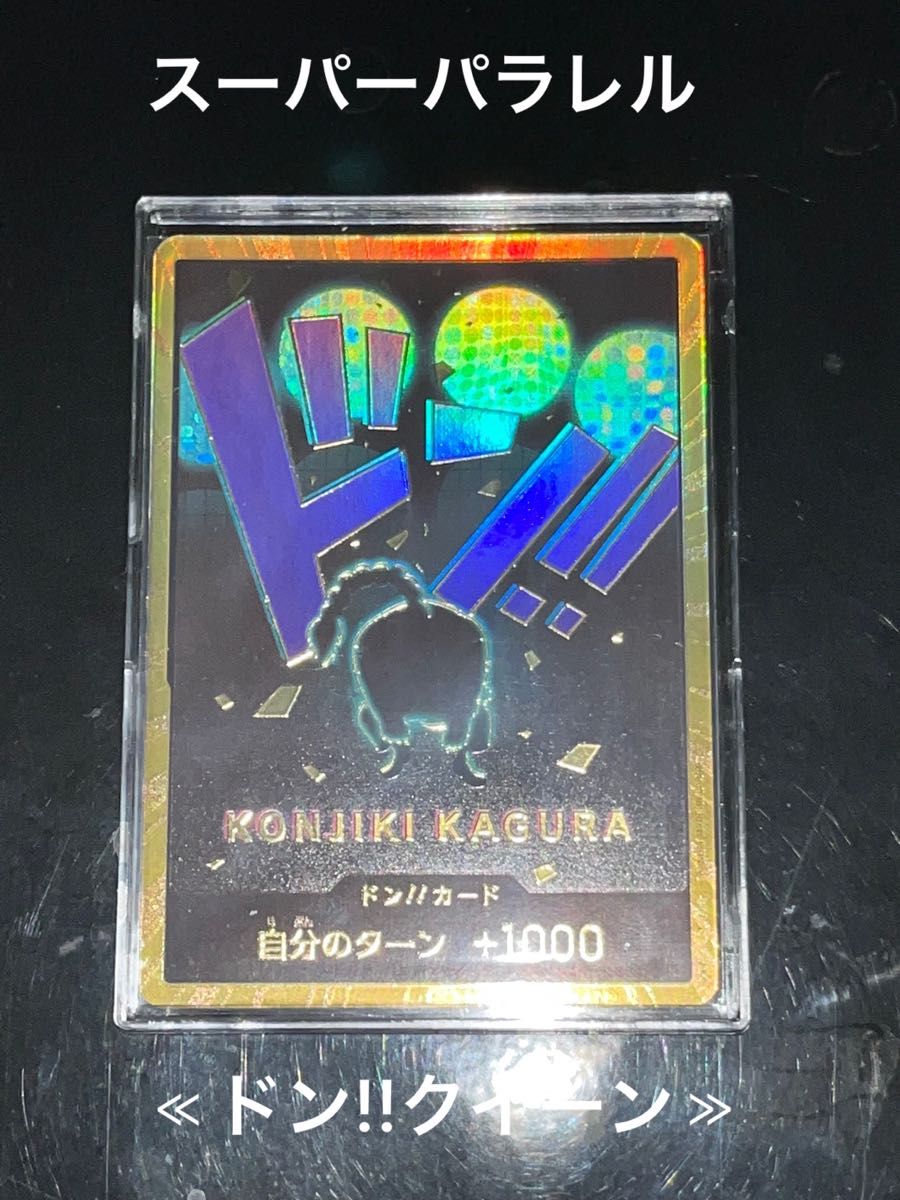 スーパーパラレル
ドン!!
KONJIKI KAGURA
ドン!!カード
自分のターン +1000
≪ドン!!クイーン≫